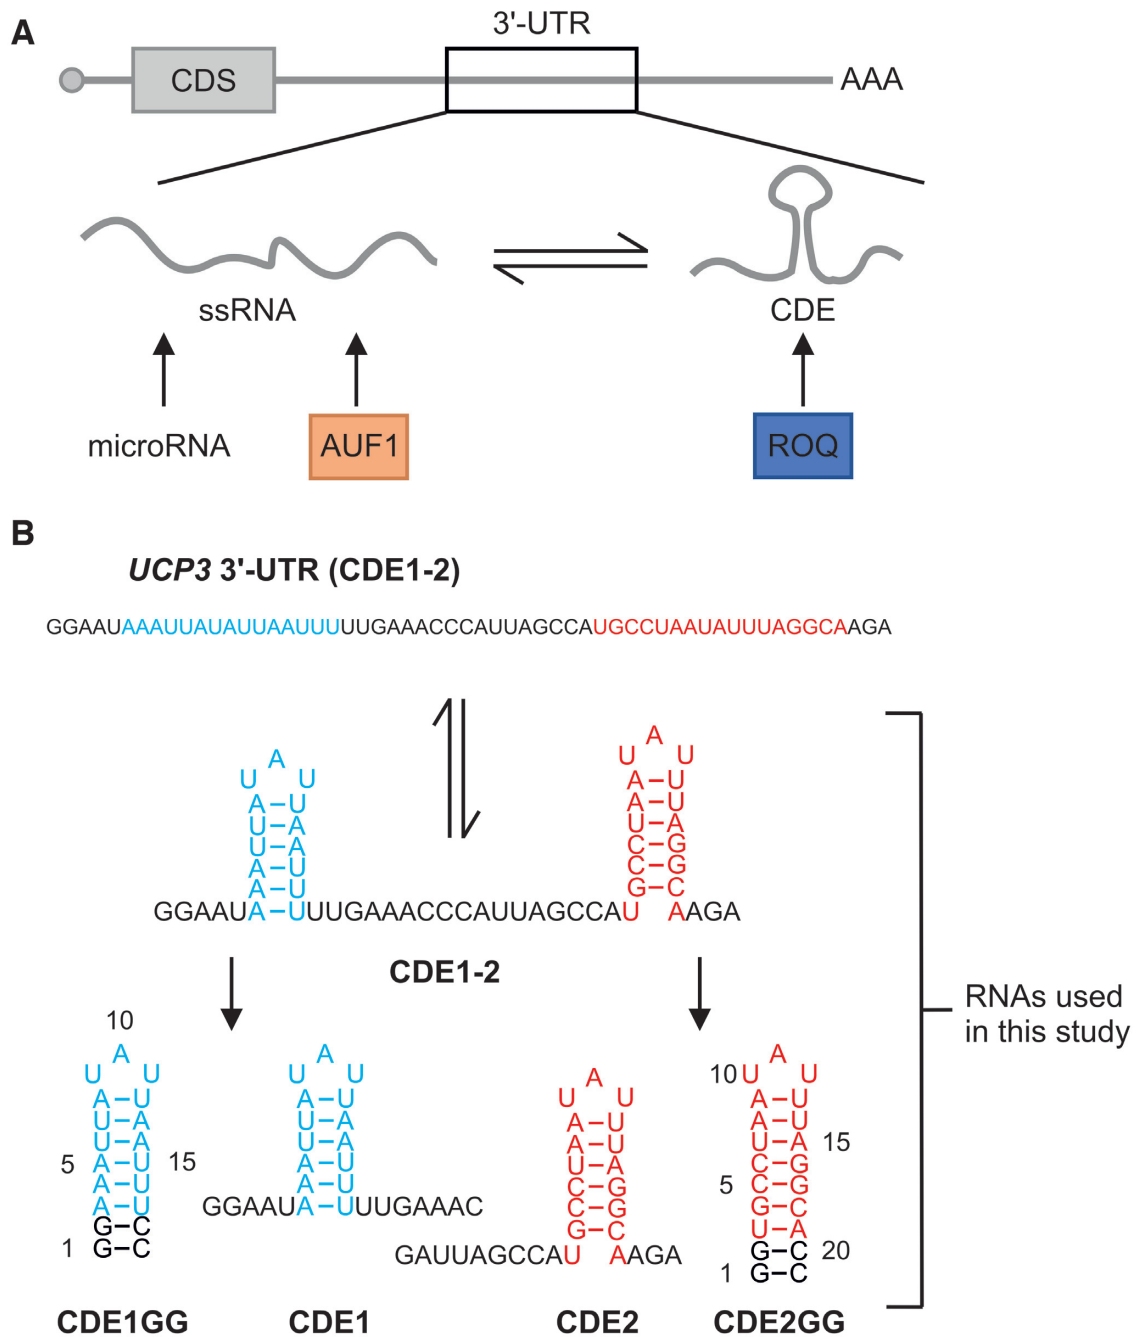 A
3'-UTR
CDS
AAA
ssRNA
CDE
microRNA
AUF1
ROQ
B
UCP3 3'-UTR (CDE1-2)
GGAAUAAAUUAUAUUAAUUUUUGAAACCCAUUAGCCAUGCCUAAUAUUUAGGCAAGA
A
U U
A–U
U–A
U–A
A–U
A–U
GGAAUA–UUUGAAACCCAUUAGCCAU AAGA
A
U U
A–U
A–U
U–A
C–G
C–G
G–C
CDE1-2
RNAs used
in this study
10
A
U U
A–U
U–A
U–A
5 A–U 15
A–U
A–U
G–C
1 G–C
CDE1GG
A
U U
A–U
U–A
U–A
A–U
A–U
GGAAUA–UUUGAAAC
CDE1
A
U U
A–U
A–U
U–A
C–G
C–G
G–C
GAUUAGCCAU AAGA
CDE2
A
10 U U
A–U
A–U
U–A 15
C–G
5 C–G
G–C
U A
G–C 20
1 G–C
CDE2GG